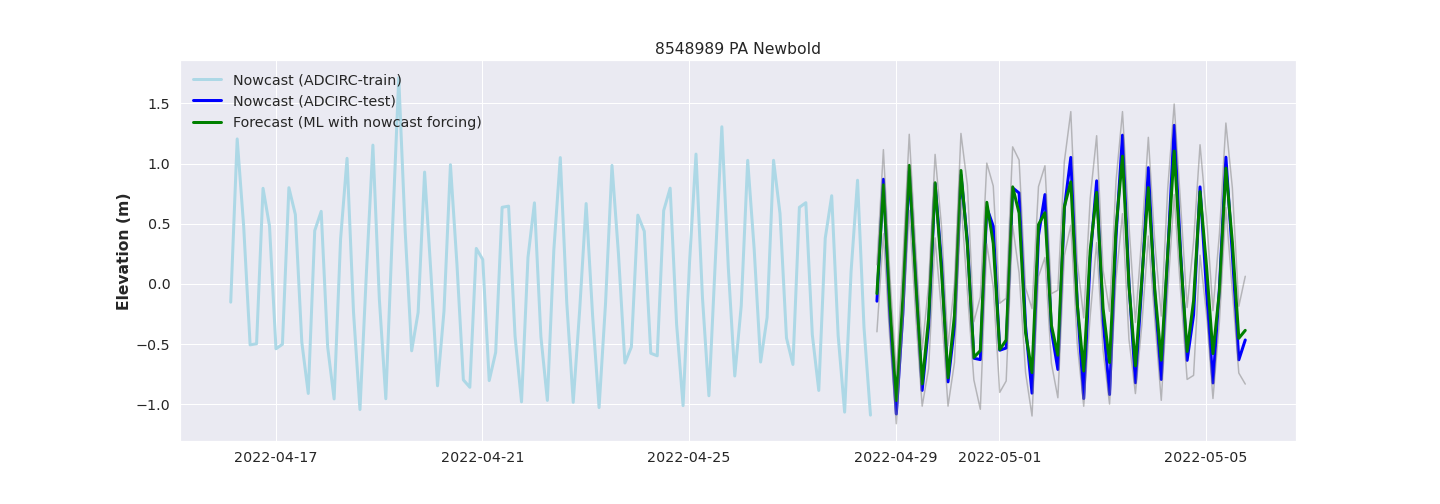 8548989 PA Newbold
Nowcast (ADCIRC-train)
Nowcast (ADCIRC-test)
Forecast (ML with nowcast forcing)
Elevation (m)
1.5
1.0
0.5
0.0
−0.5
−1.0
2022-04-17 2022-04-21 2022-04-25 2022-04-29 2022-05-01 2022-05-05